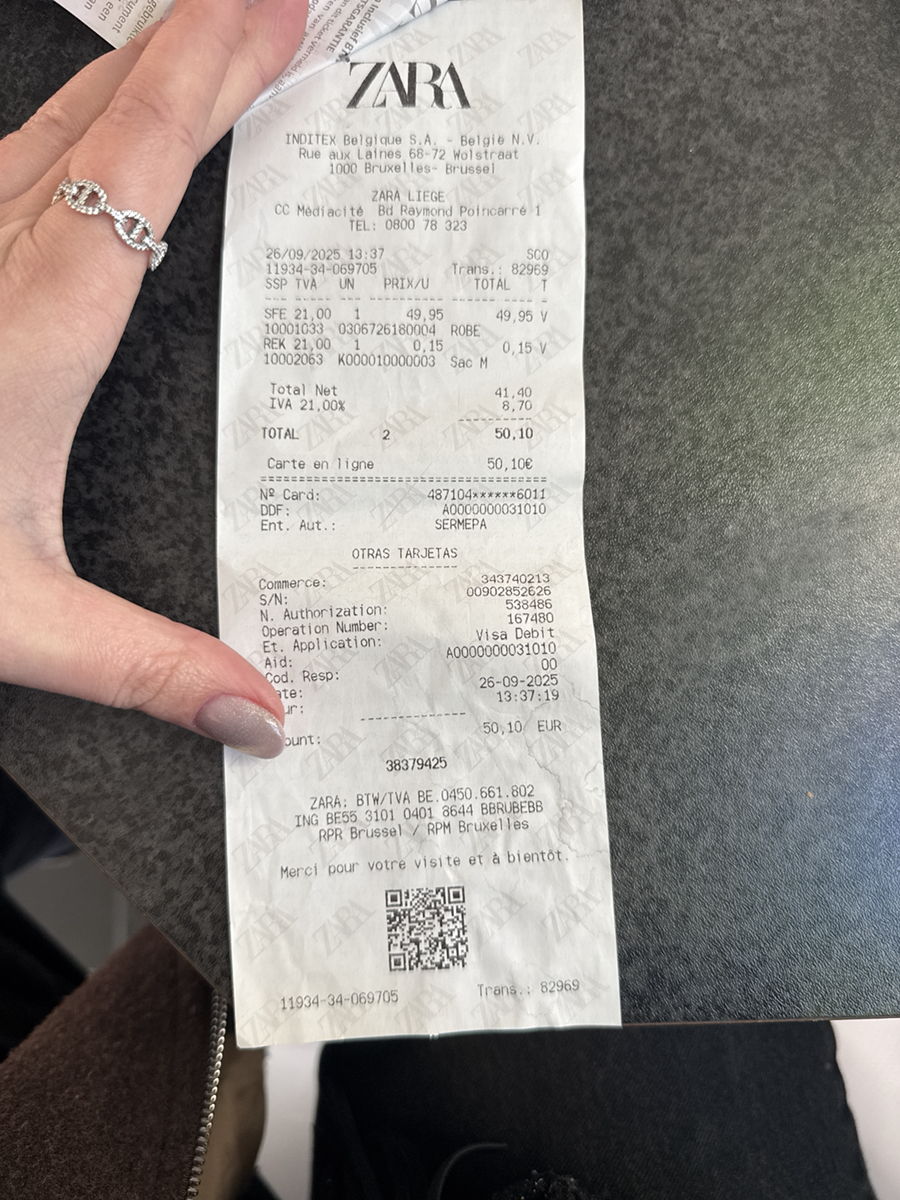 ZARA
INDITEX Belgique S.A. - België N.V.
Rue aux Laines 68-72 Wolstraat
1000 Bruxelles- Brussel
ZARA LIEGE
CC Médiacité Bd Raymond Poincarré 1
TEL: 0800 78 323
26/09/2025 13:37 SCO
11934-34-069705 Trans.: 82969
SSP TVA UN PRIX/U TOTAL T
SFE 21,00 1 49,95 49,95 V
10001033 0306726180004 ROBE
REK 21,00 1 0,15 0,15 V
10002063 K000010000003 Sac M
Total Net 41,40
IVA 21,00% 8,70
TOTAL 2 50,10
Carte en ligne 50,10€
Nº Card: 487104******6011
DDF: A0000000031010
Ent. Aut.: SERMEPA
OTRAS TARJETAS
Commerce: 343740213
S/N: 00902852626
N. Authorization: 538486
Operation Number: 167480
Et. Application: Visa Debit
Aid: A0000000031010
Cod. Resp: 00
ate: 26-09-2025
ur: 13:37:19
ount: 50,10 EUR
38379425
ZARA: BTW/TVA BE.0450.661.802
ING BE55 3101 0401 8644 BBRUBEBB
RPR Brussel / RPM Bruxelles
Merci pour votre visite et à bientôt.
11934-34-069705 Trans.: 82969